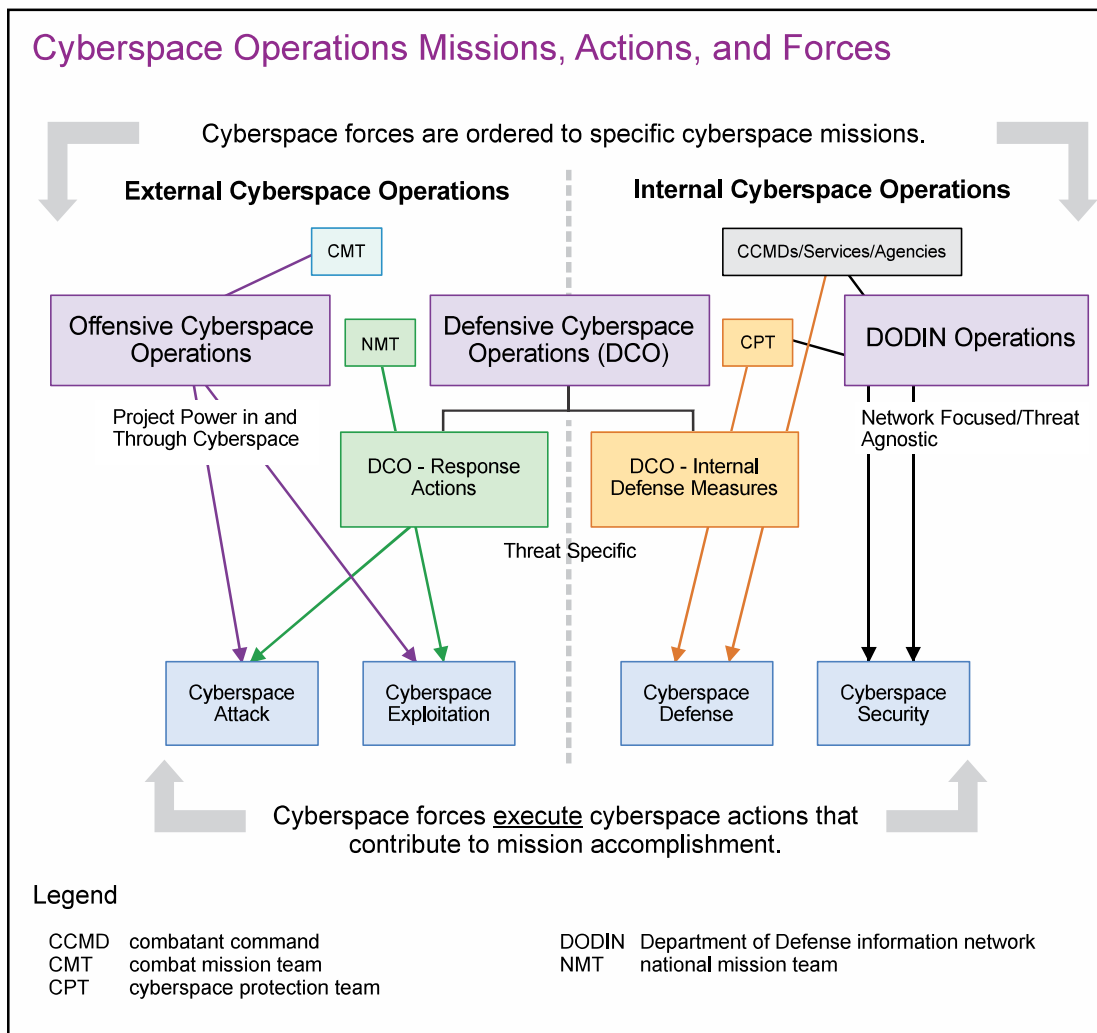 Cyberspace Operations Missions, Actions, and Forces
Cyberspace forces are ordered to specific cyberspace missions.
External Cyberspace Operations
Internal Cyberspace Operations
CMT
CCMDs/Services/Agencies
Offensive Cyberspace
Operations
NMT
Defensive Cyberspace
Operations (DCO)
CPT
DODIN Operations
Project Power in and
Through Cyberspace
Network Focused/Threat
Agnostic
DCO - Response
Actions
DCO - Internal
Defense Measures
Threat Specific
Cyberspace
Attack
Cyberspace
Exploitation
Cyberspace
Defense
Cyberspace
Security
Cyberspace forces execute cyberspace actions that
contribute to mission accomplishment.
Legend
CCMD combatant command
CMT combat mission team
CPT cyberspace protection team
DODIN Department of Defense information network
NMT national mission team